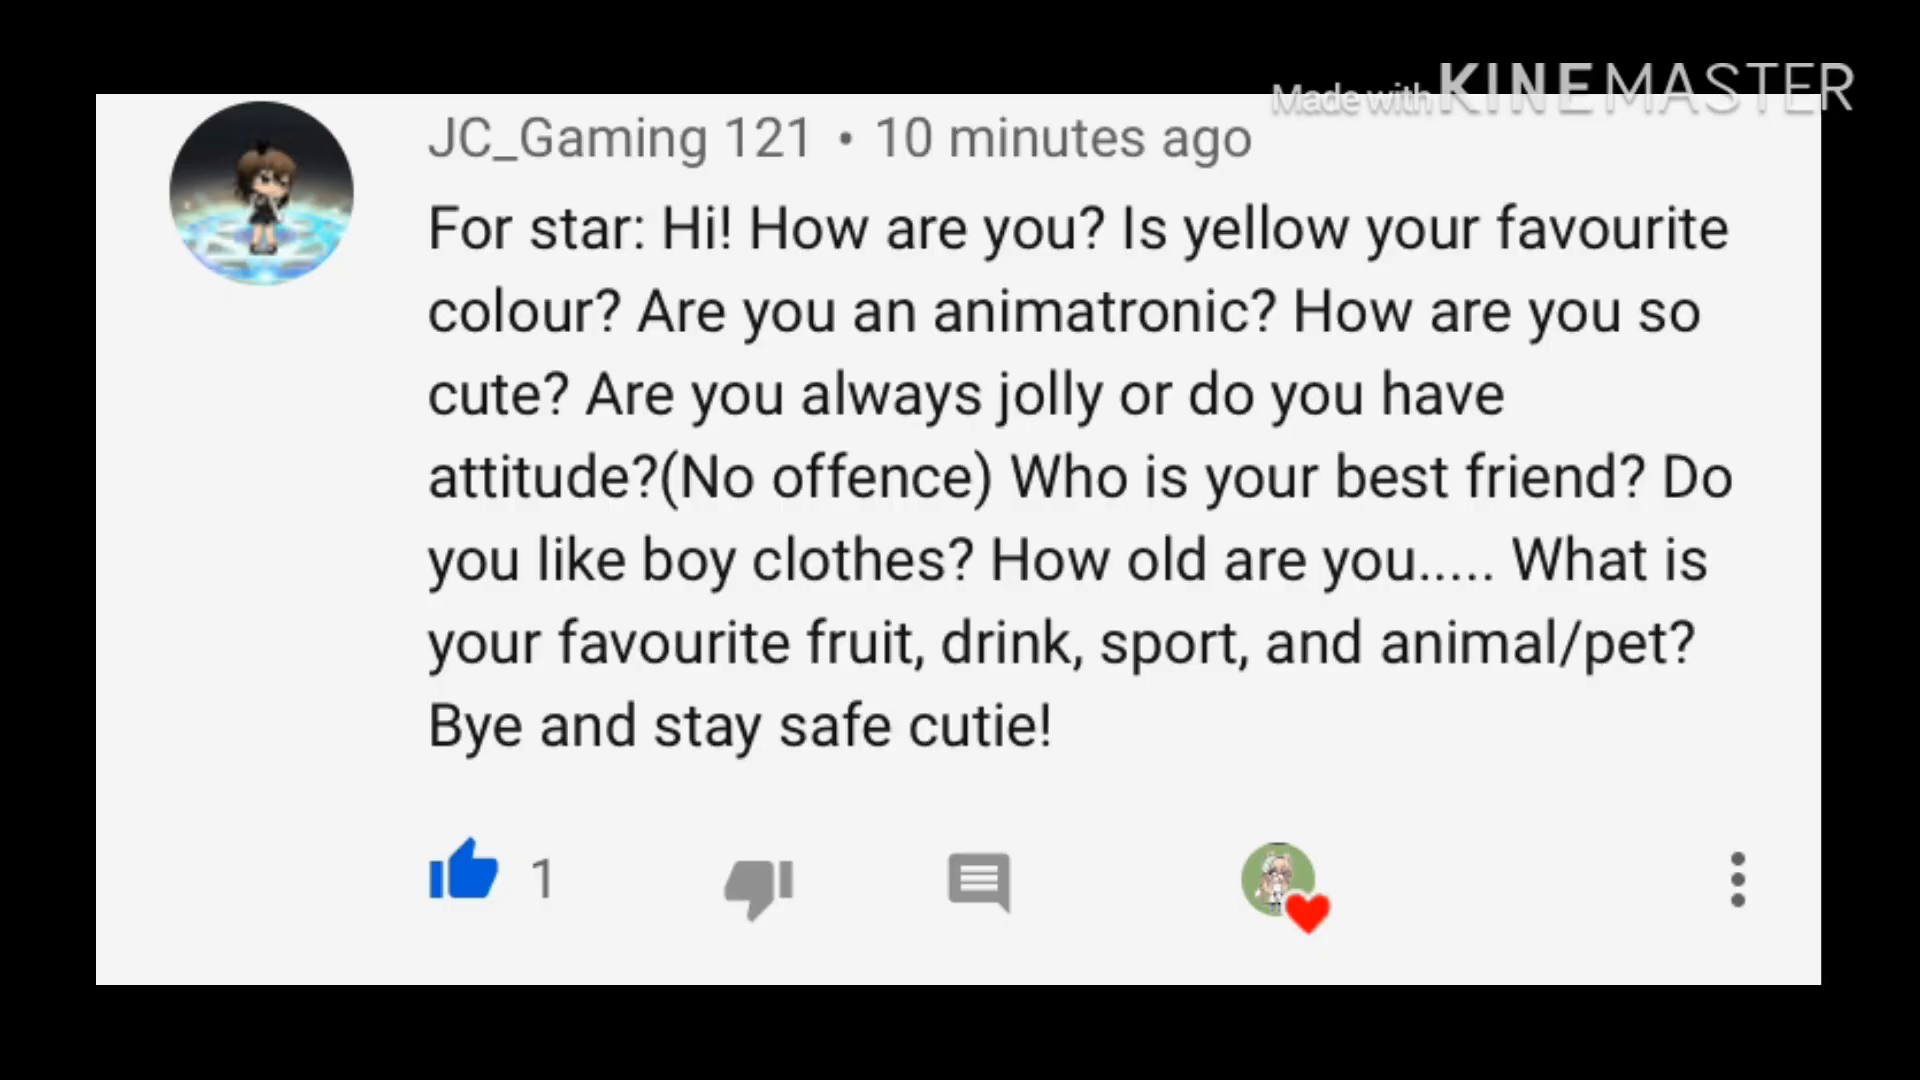 Made with KINEMASTER
JC_Gaming 121 • 10 minutes ago
For star: Hi! How are you? Is yellow your favourite
colour? Are you an animatronic? How are you so
cute? Are you always jolly or do you have
attitude?(No offence) Who is your best friend? Do
you like boy clothes? How old are you..... What is
your favourite fruit, drink, sport, and animal/pet?
Bye and stay safe cutie!
1